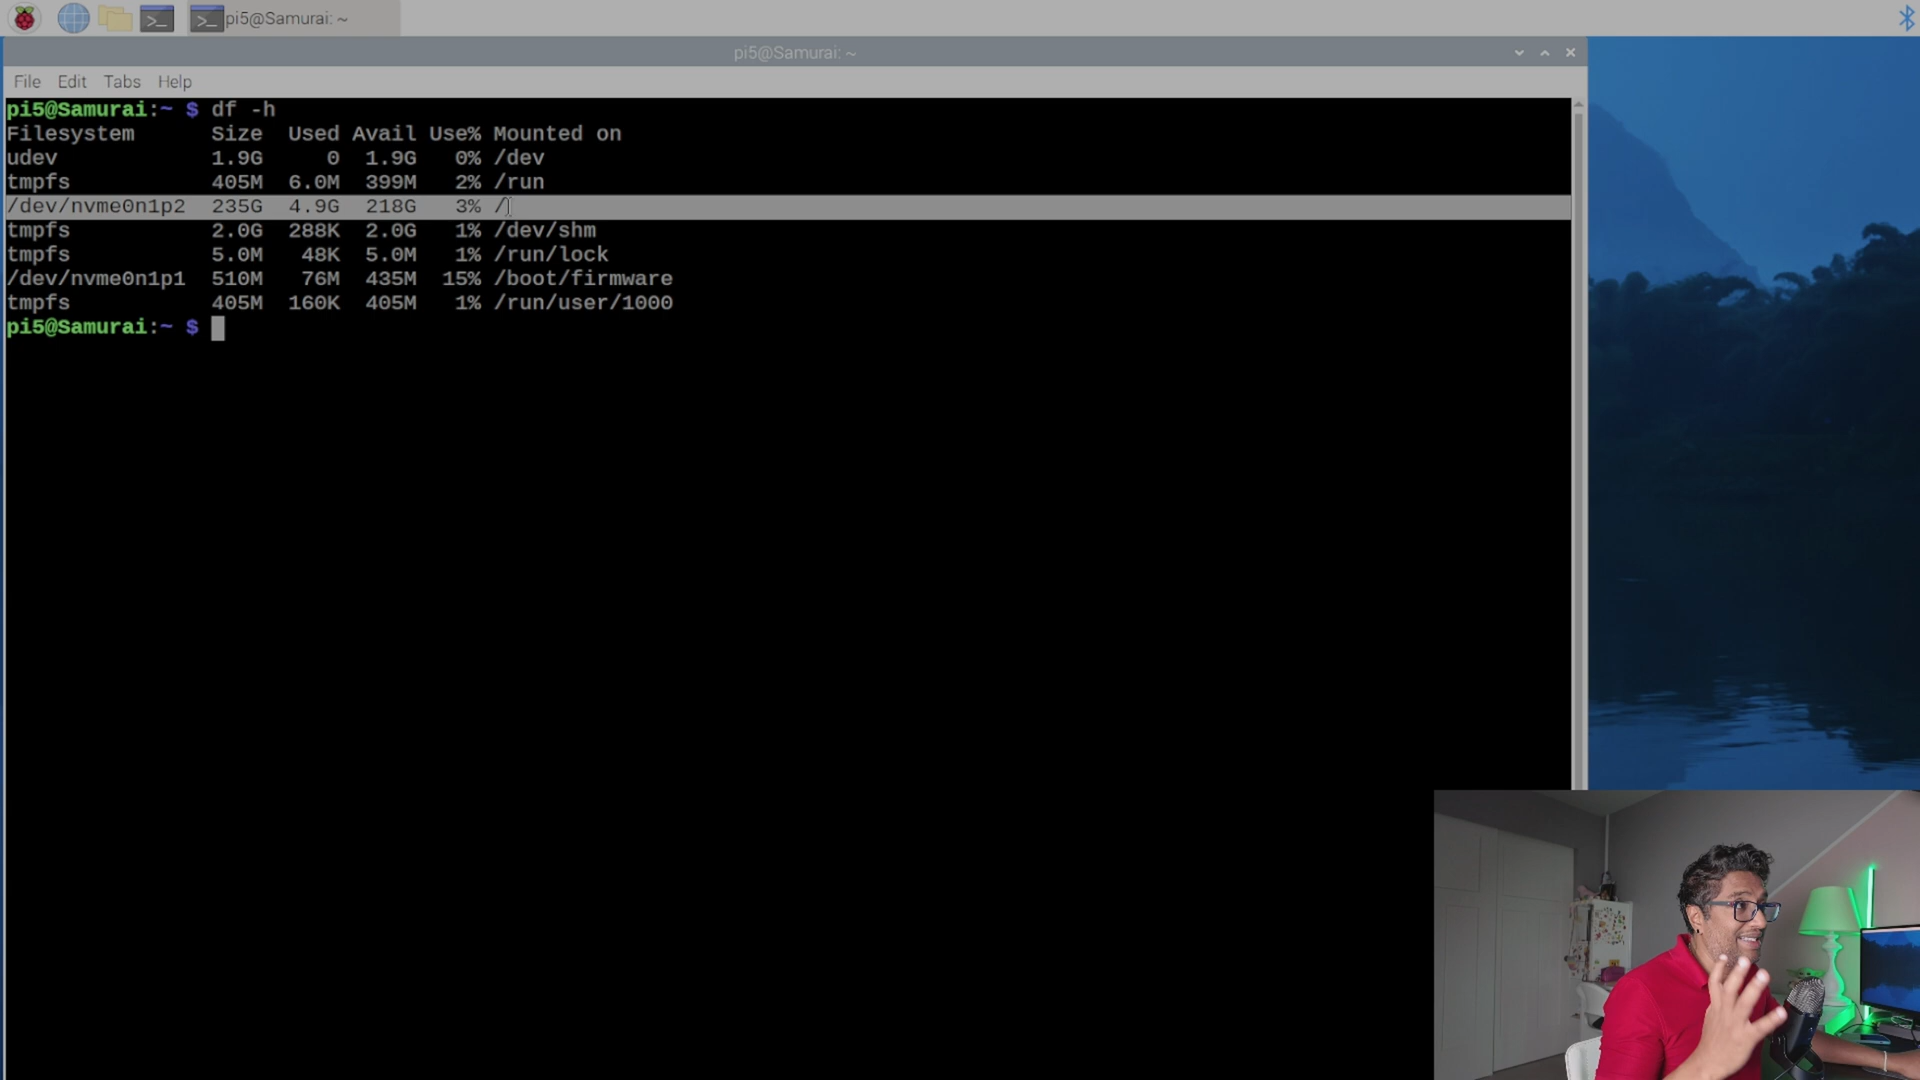 pi5@Samurai: ~
pi5@Samurai: ~
File Edit Tabs Help
pi5@Samurai:~ $ df -h
Filesystem Size Used Avail Use% Mounted on
udev 1.9G 0 1.9G 0% /dev
tmpfs 405M 6.0M 399M 2% /run
/dev/nvme0n1p2 235G 4.9G 218G 3% /
tmpfs 2.0G 288K 2.0G 1% /dev/shm
tmpfs 5.0M 48K 5.0M 1% /run/lock
/dev/nvme0n1p1 510M 76M 435M 15% /boot/firmware
tmpfs 405M 160K 405M 1% /run/user/1000
pi5@Samurai:~ $